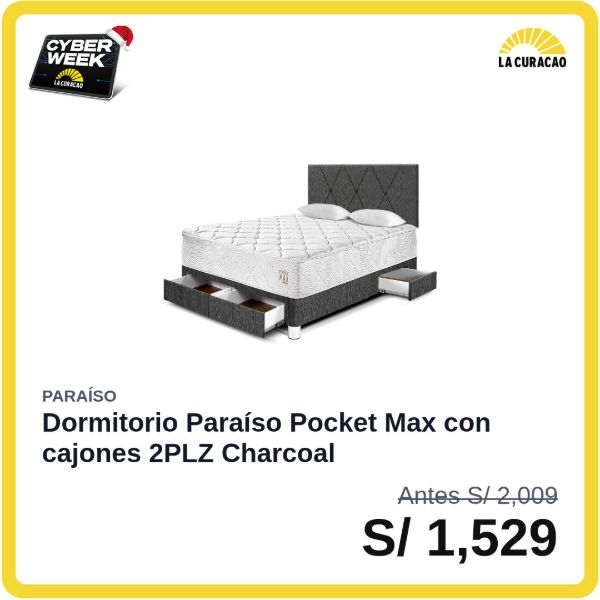 CYBER
WEEK
LA CURACAO
LA CURACAO
PARAÍSO
Dormitorio Paraíso Pocket Max con
cajones 2PLZ Charcoal
Antes S/ 2,009
S/ 1,529